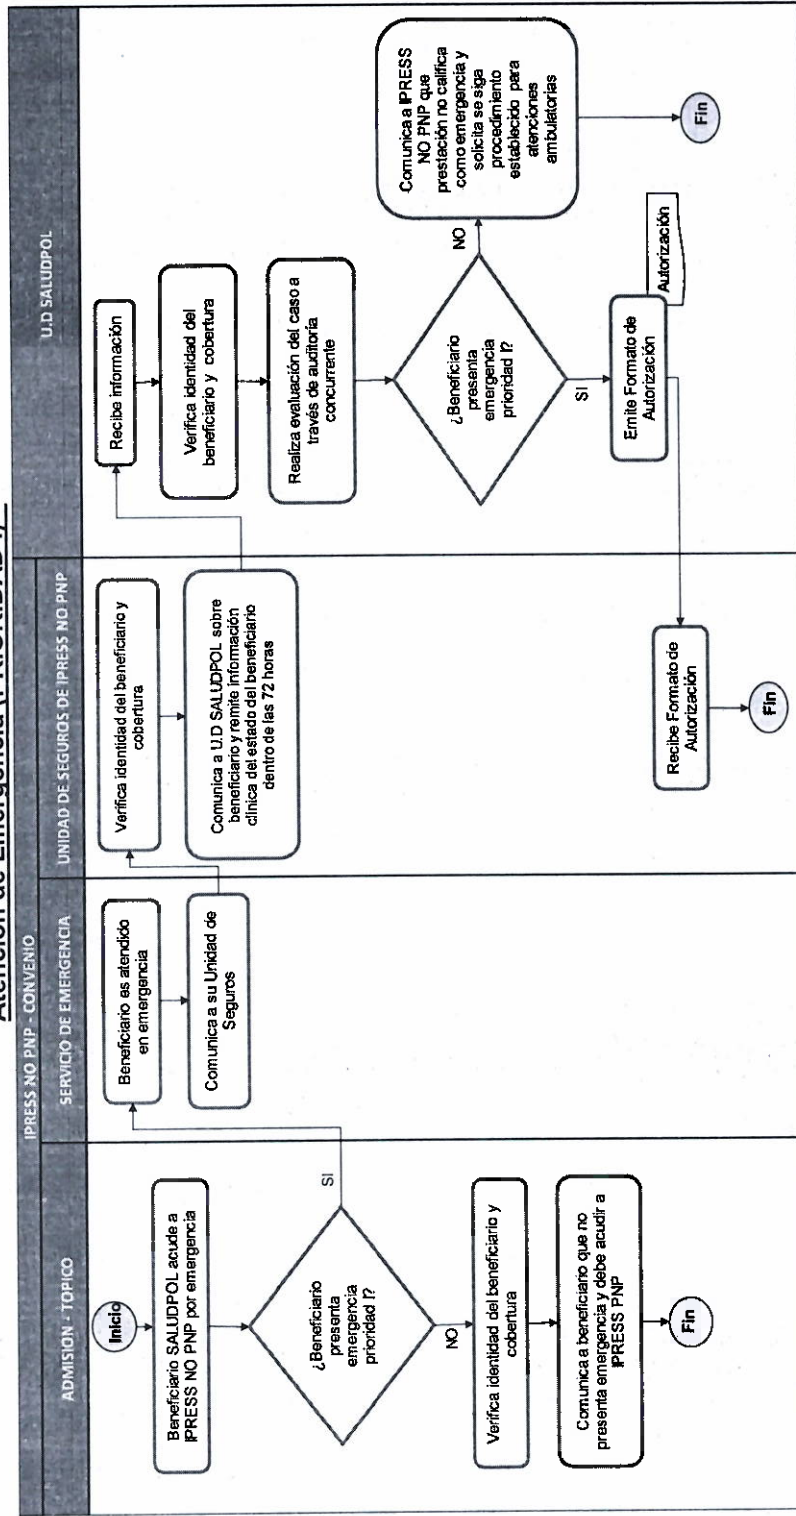 Atención de Emergencia (PRIORIDAD I)
IPRESS NO PNP - CONVENIO
ADMISION - TOPICO
SERVICIO DE EMERGENCIA
UNIDAD DE SEGUROS DE IPRESS NO PNP
U.D SALUDPOL
Inicio
Beneficiario SALUDPOL acude a
IPRESS NO PNP por emergencia
¿Beneficiario
presenta
emergencia
prioridad I?
SI
NO
Verifica identidad del beneficiario y
cobertura
Comunica a beneficiario que no
presenta emergencia y debe acudir a
IPRESS PNP
Fin
Beneficiario es atendido
en emergencia
Comunica a su Unidad de
Seguros
Verifica identidad del beneficiario y
cobertura
Comunica a U.D SALUDPOL sobre
beneficiario y remite información
clínica del estado del beneficiario
dentro de las 72 horas
Recibe Formato de
Autorización
Fin
Recibe información
Verifica identidad del
beneficiario y cobertura
Realiza evaluación del caso a
través de auditoría
concurrente
¿Beneficiario
presenta
emergencia
prioridad I?
NO
SI
Comunica a IPRESS
NO PNP que
prestación no califica
como emergencia y
solicita se siga
procedimiento
establecido para
atenciones
ambulatorias
Fin
Emite Formato de
Autorización
Autorización